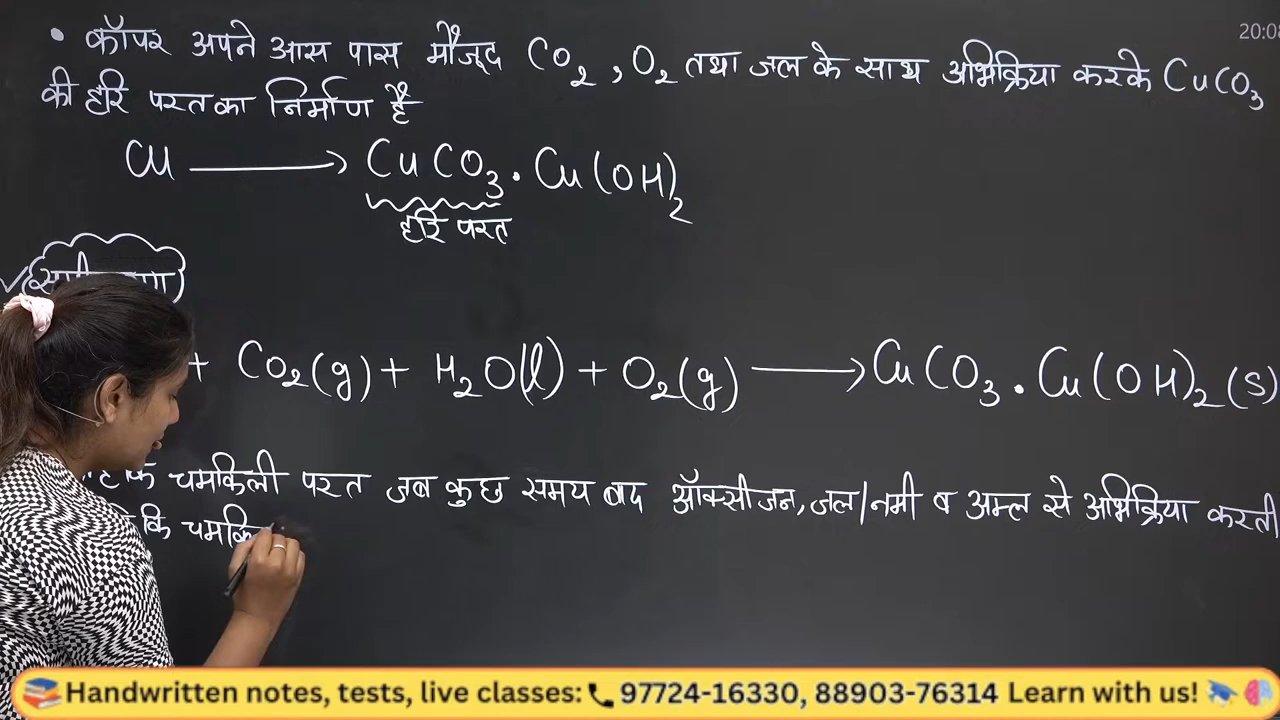 20:0
• कॉपर अपने आस पास मौजूद CO2 , O2 तथा जल के साथ अभिक्रिया करके CuCO3
की हरि परत का निर्माण है
Cu ⟶ CuCO3 . Cu(OH)2
हरि परत
+ CO2(g) + H2O(l) + O2(g) ⟶ CuCO3 . Cu(OH)2(s)
चमकिली परत जब कुछ समय बाद ऑक्सीजन, जल/नमी व अम्ल से अभिक्रिया करती
कि चमकि
Handwritten notes, tests, live classes: 97724-16330, 88903-76314 Learn with us!